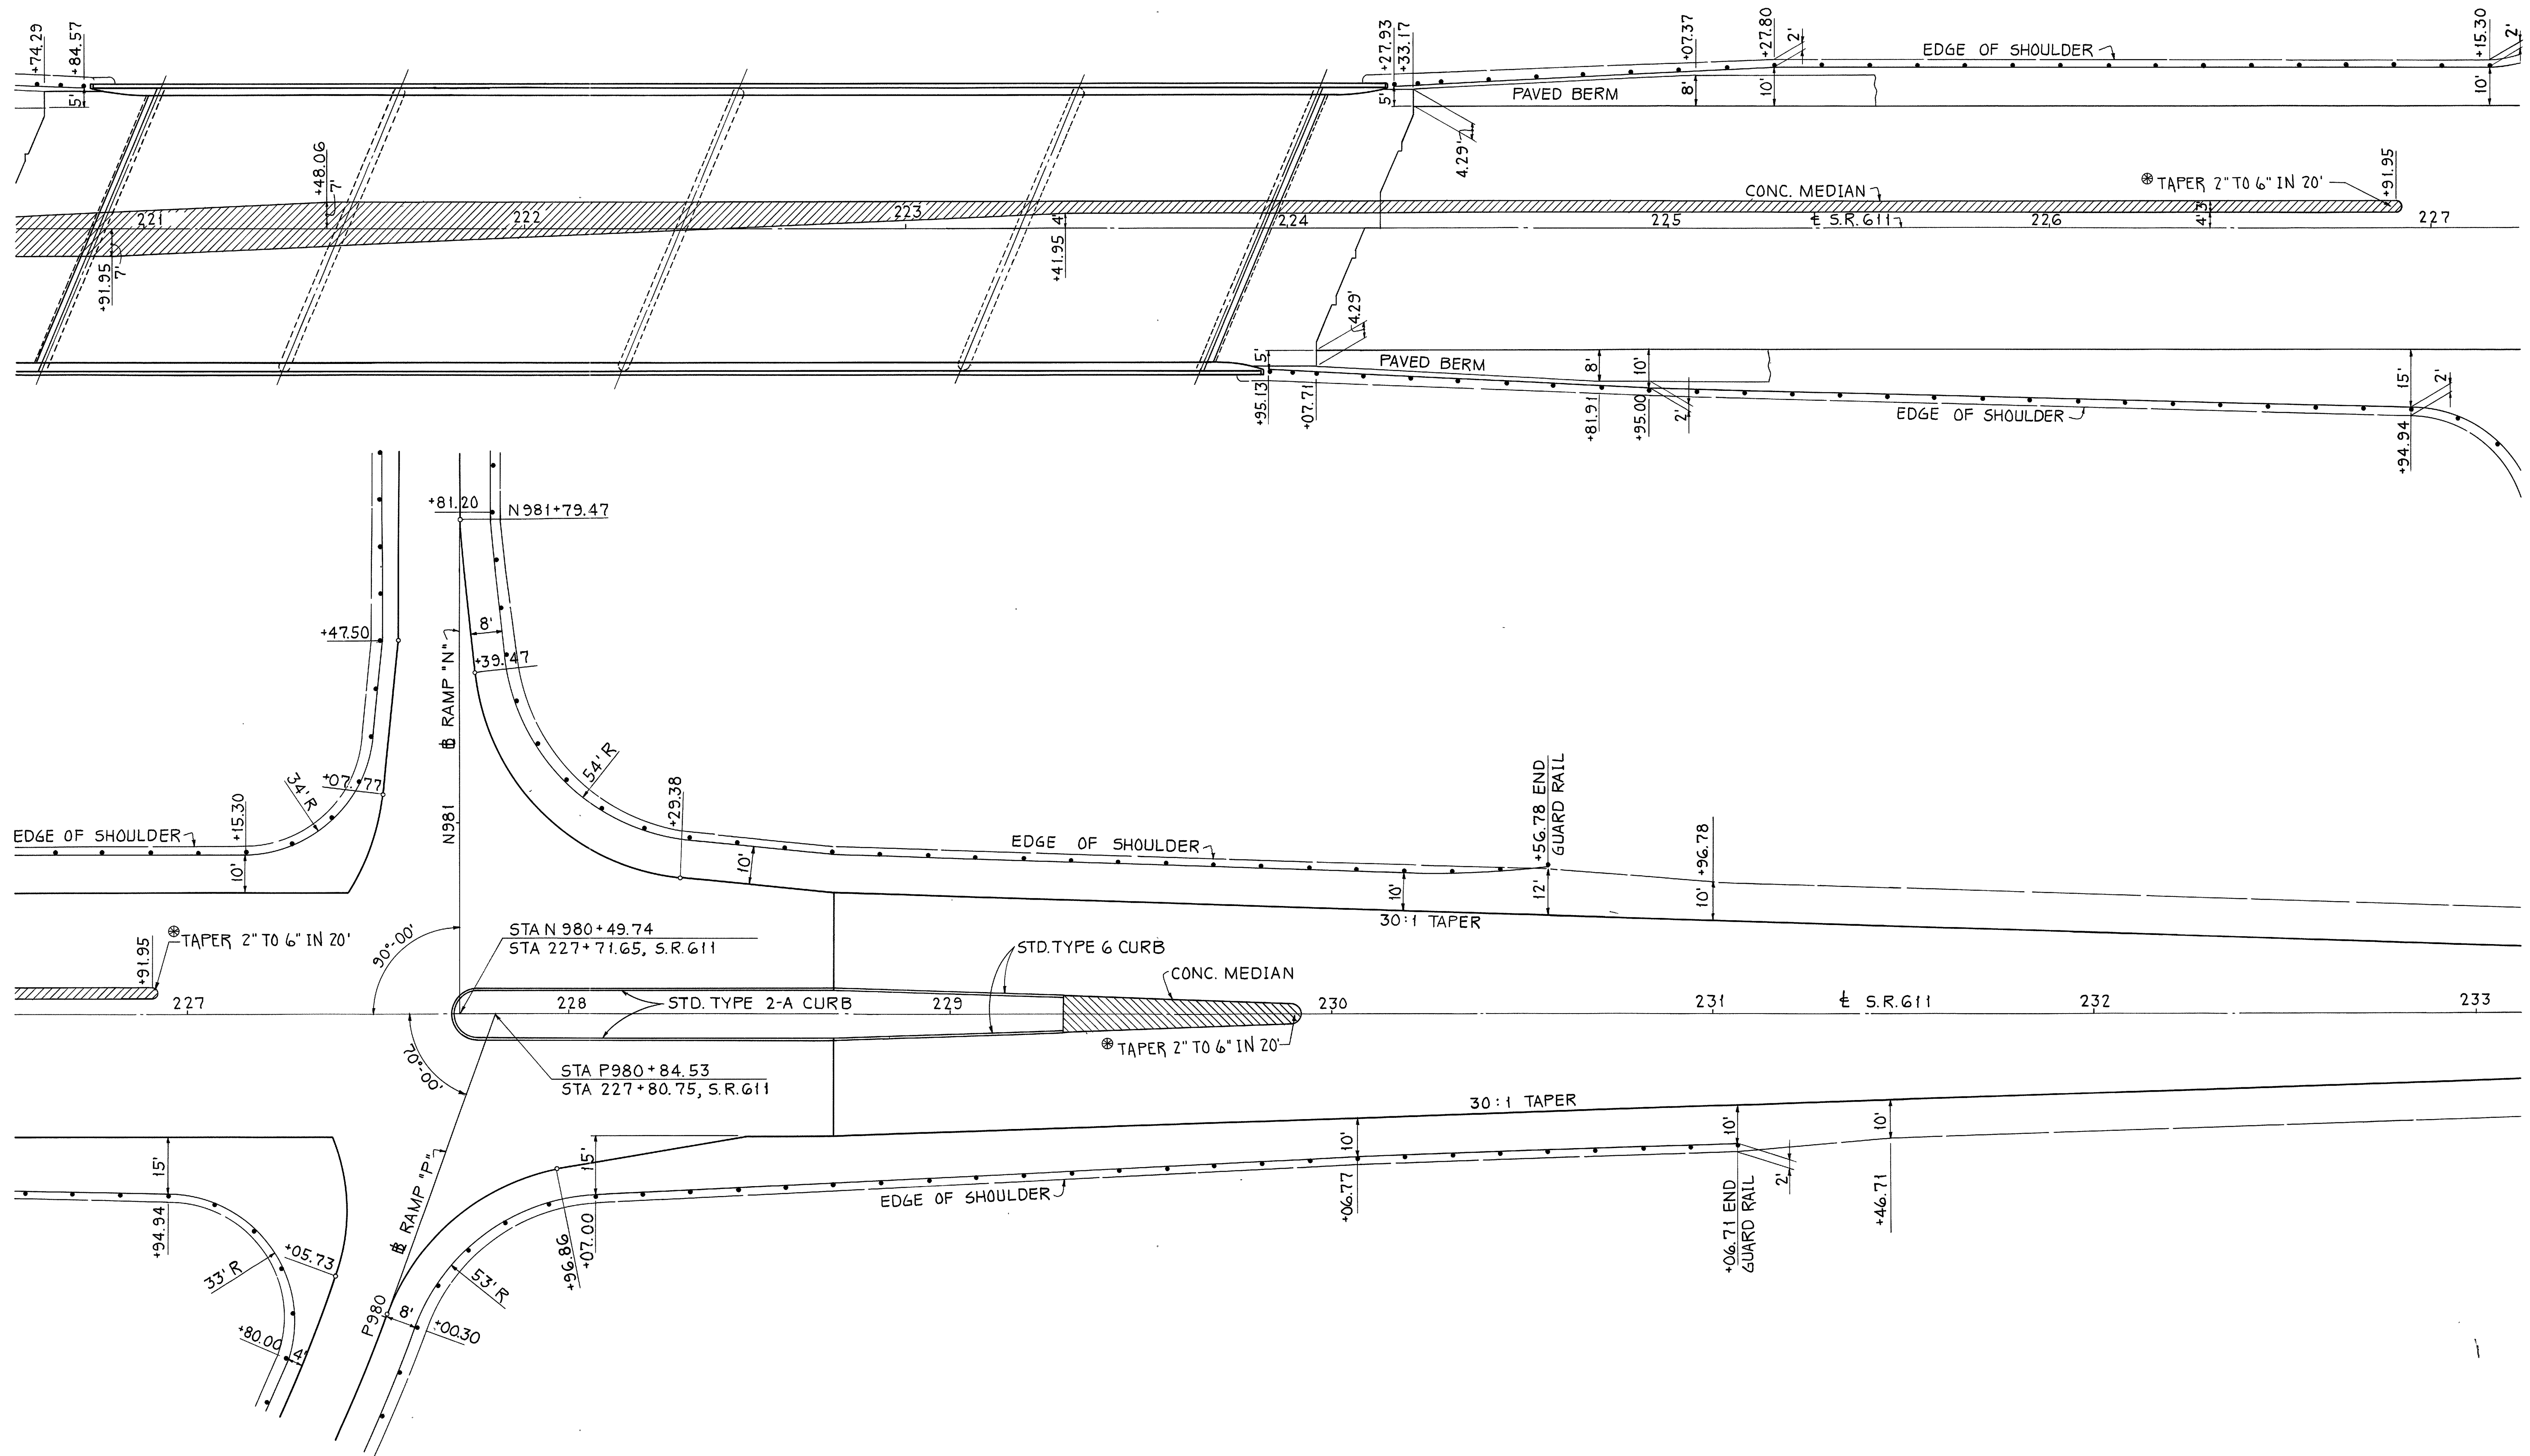 +74.29
+84.57
5'
+27.93
+33.17
5'
+07.37
8'
+27.80
10'
2'
EDGE OF SHOULDER
+15.30
10'
2'
PAVED BERM
4.29'
+48.06
7'
CONC. MEDIAN
⊛ TAPER 2" TO 6" IN 20'
+91.95
221
222
223
224
225
℄ S.R.611
226
4.3'
227
+91.95
7'
+41.95
4'
4.29'
5'
PAVED BERM
8'
10'
15'
2'
+95.13
+07.71
+81.91
+95.00
2'
EDGE OF SHOULDER
+94.94
+81.20
N981+79.47
+47.50
8'
+39.47
B RAMP "N"
54' R
34' R
+07.77
+29.38
+56.78 END
GUARD RAIL
EDGE OF SHOULDER
+15.30
10'
N981
10'
EDGE OF SHOULDER
10'
12'
+96.78
10'
30:1 TAPER
⊛ TAPER 2" TO 6" IN 20'
+91.95
90°-00'
STA N 980+49.74
STA 227+71.65, S.R.611
STD. TYPE 6 CURB
CONC. MEDIAN
227
228
STD. TYPE 2-A CURB
229
230
231
℄ S.R.611
232
233
⊛ TAPER 2" TO 6" IN 20'
70°-00'
STA P980+84.53
STA 227+80.75, S.R.611
30:1 TAPER
15'
+94.94
B RAMP "P"
15'
10'
10'
10'
EDGE OF SHOULDER
2'
+06.77
+06.71 END
GUARD RAIL
+46.71
33' R
+05.73
+96.86
+07.00
53' R
P980
8'
+00.30
+80.00
4'